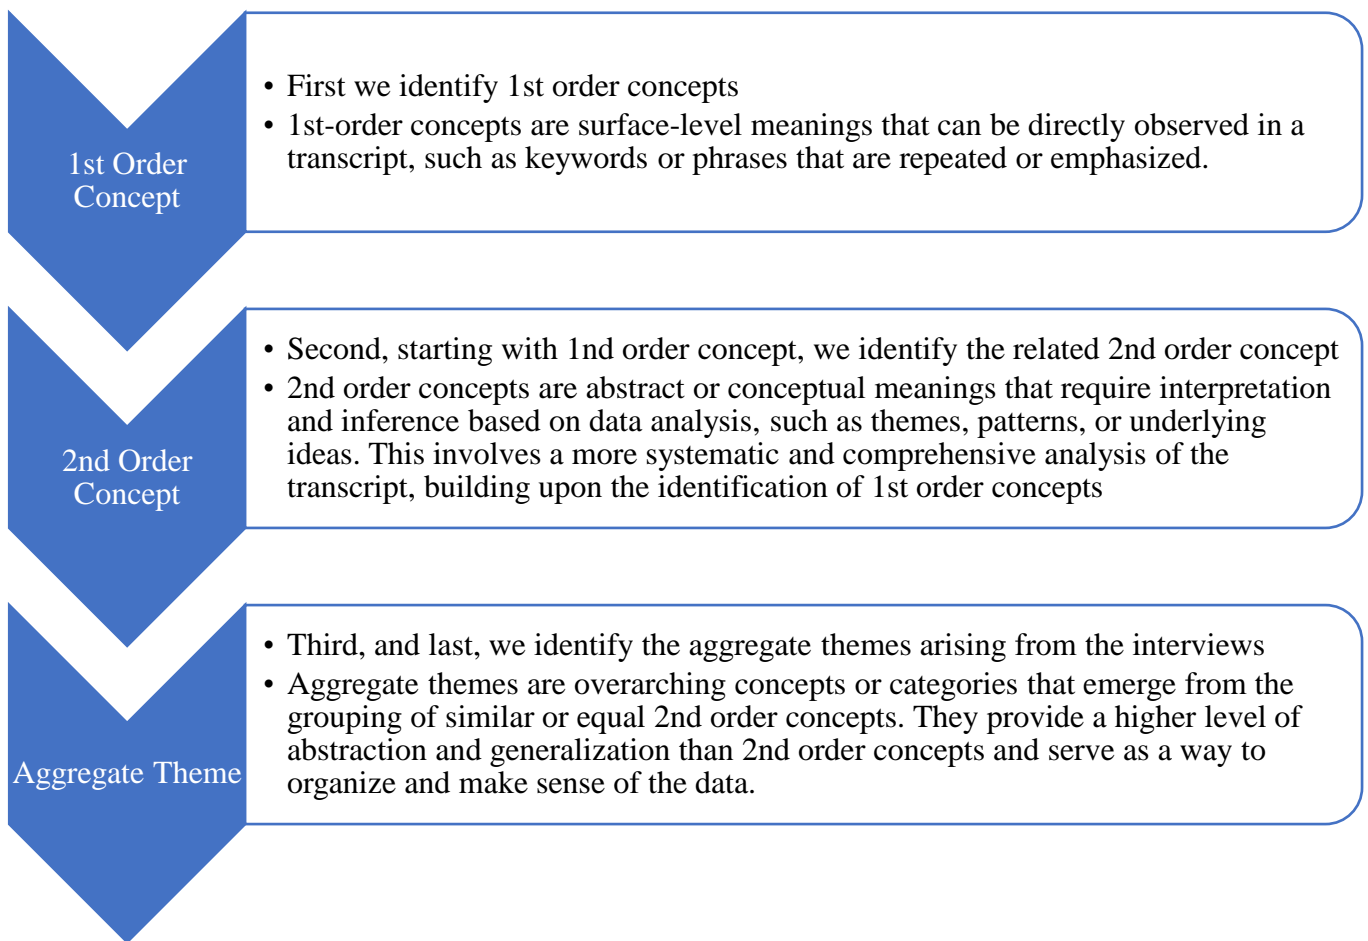 1st Order
Concept
• First we identify 1st order concepts
• 1st-order concepts are surface-level meanings that can be directly observed in a
transcript, such as keywords or phrases that are repeated or emphasized.
2nd Order
Concept
• Second, starting with 1nd order concept, we identify the related 2nd order concept
• 2nd order concepts are abstract or conceptual meanings that require interpretation
and inference based on data analysis, such as themes, patterns, or underlying
ideas. This involves a more systematic and comprehensive analysis of the
transcript, building upon the identification of 1st order concepts
Aggregate Theme
• Third, and last, we identify the aggregate themes arising from the interviews
• Aggregate themes are overarching concepts or categories that emerge from the
grouping of similar or equal 2nd order concepts. They provide a higher level of
abstraction and generalization than 2nd order concepts and serve as a way to
organize and make sense of the data.